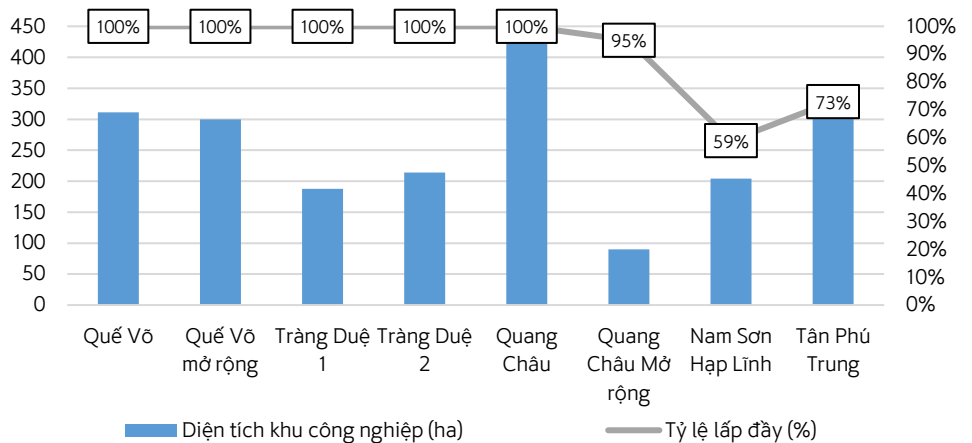 450
400
350
300
250
200
150
100
50
0
100%
100%
100%
100%
100%
95%
59%
73%
100%
90%
80%
70%
60%
50%
40%
30%
20%
10%
0%
Quế Võ
Quế Võ
mở rộng
Tràng Duệ
1
Tràng Duệ
2
Quang
Châu
Quang
Châu Mở
rộng
Nam Sơn
Hạp Lĩnh
Tân Phú
Trung
Diện tích khu công nghiệp (ha)
Tỷ lệ lấp đầy (%)